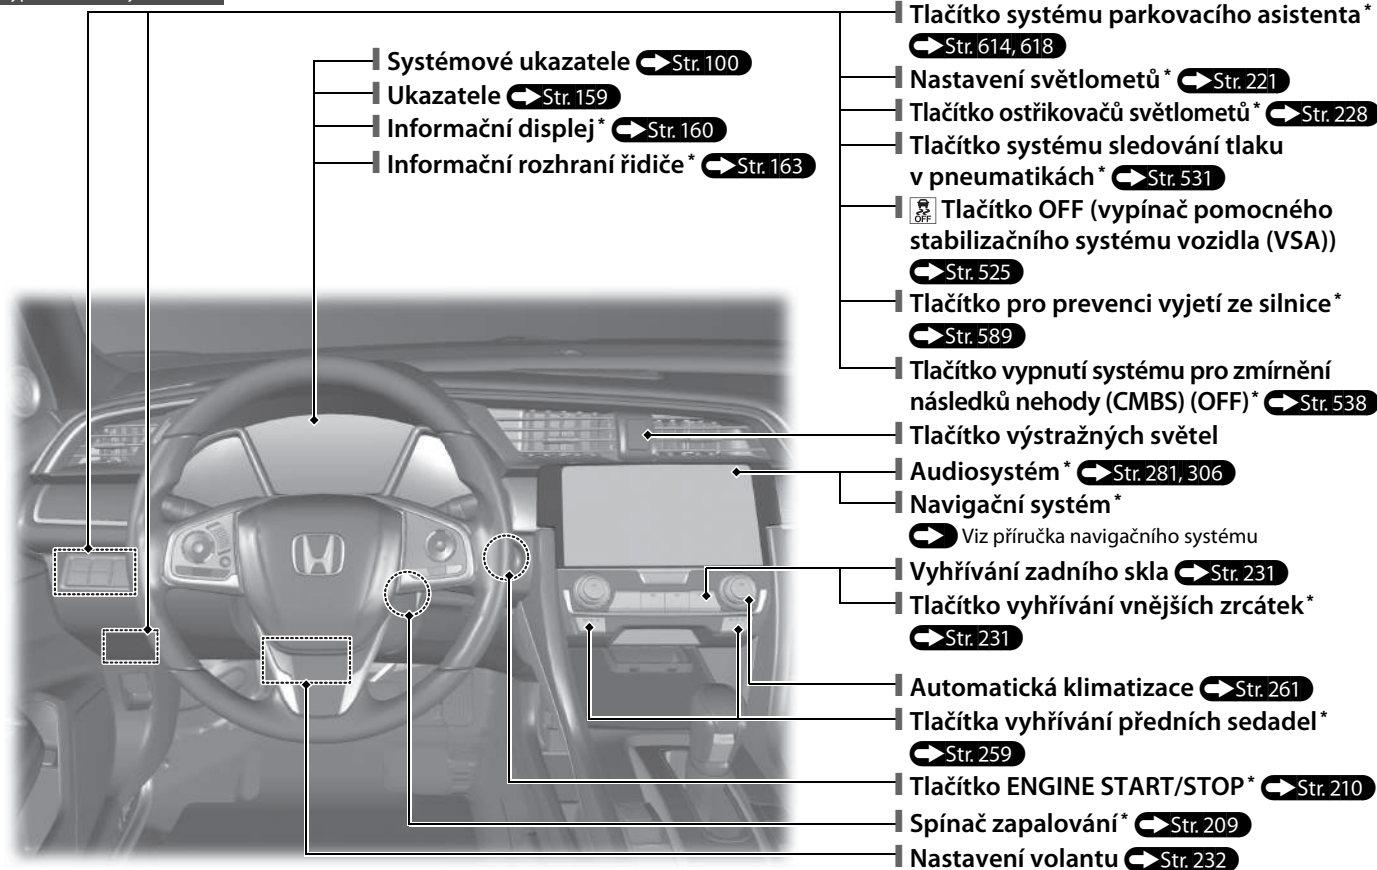 Systémové ukazatele Str. 100
Ukazatele Str. 159
Informační displej* Str. 160
Informační rozhraní řidiče* Str. 163
Tlačítko systému parkovacího asistenta*
Str. 614, 618
Nastavení světlometů* Str. 221
Tlačítko ostřikovačů světlometů* Str. 228
Tlačítko systému sledování tlaku
v pneumatikách* Str. 531
OFF Tlačítko OFF (vypínač pomocného
stabilizačního systému vozidla (VSA))
Str. 525
Tlačítko pro prevenci vyjetí ze silnice*
Str. 589
Tlačítko vypnutí systému pro zmírnění
následků nehody (CMBS) (OFF)* Str. 538
Tlačítko výstražných světel
Audiosystém* Str. 281, 306
Navigační systém*
Viz příručka navigačního systému
Vyhřívání zadního skla Str. 231
Tlačítko vyhřívání vnějších zrcátek*
Str. 231
Automatická klimatizace Str. 261
Tlačítka vyhřívání předních sedadel*
Str. 259
Tlačítko ENGINE START/STOP* Str. 210
Spínač zapalování* Str. 209
Nastavení volantu Str. 232